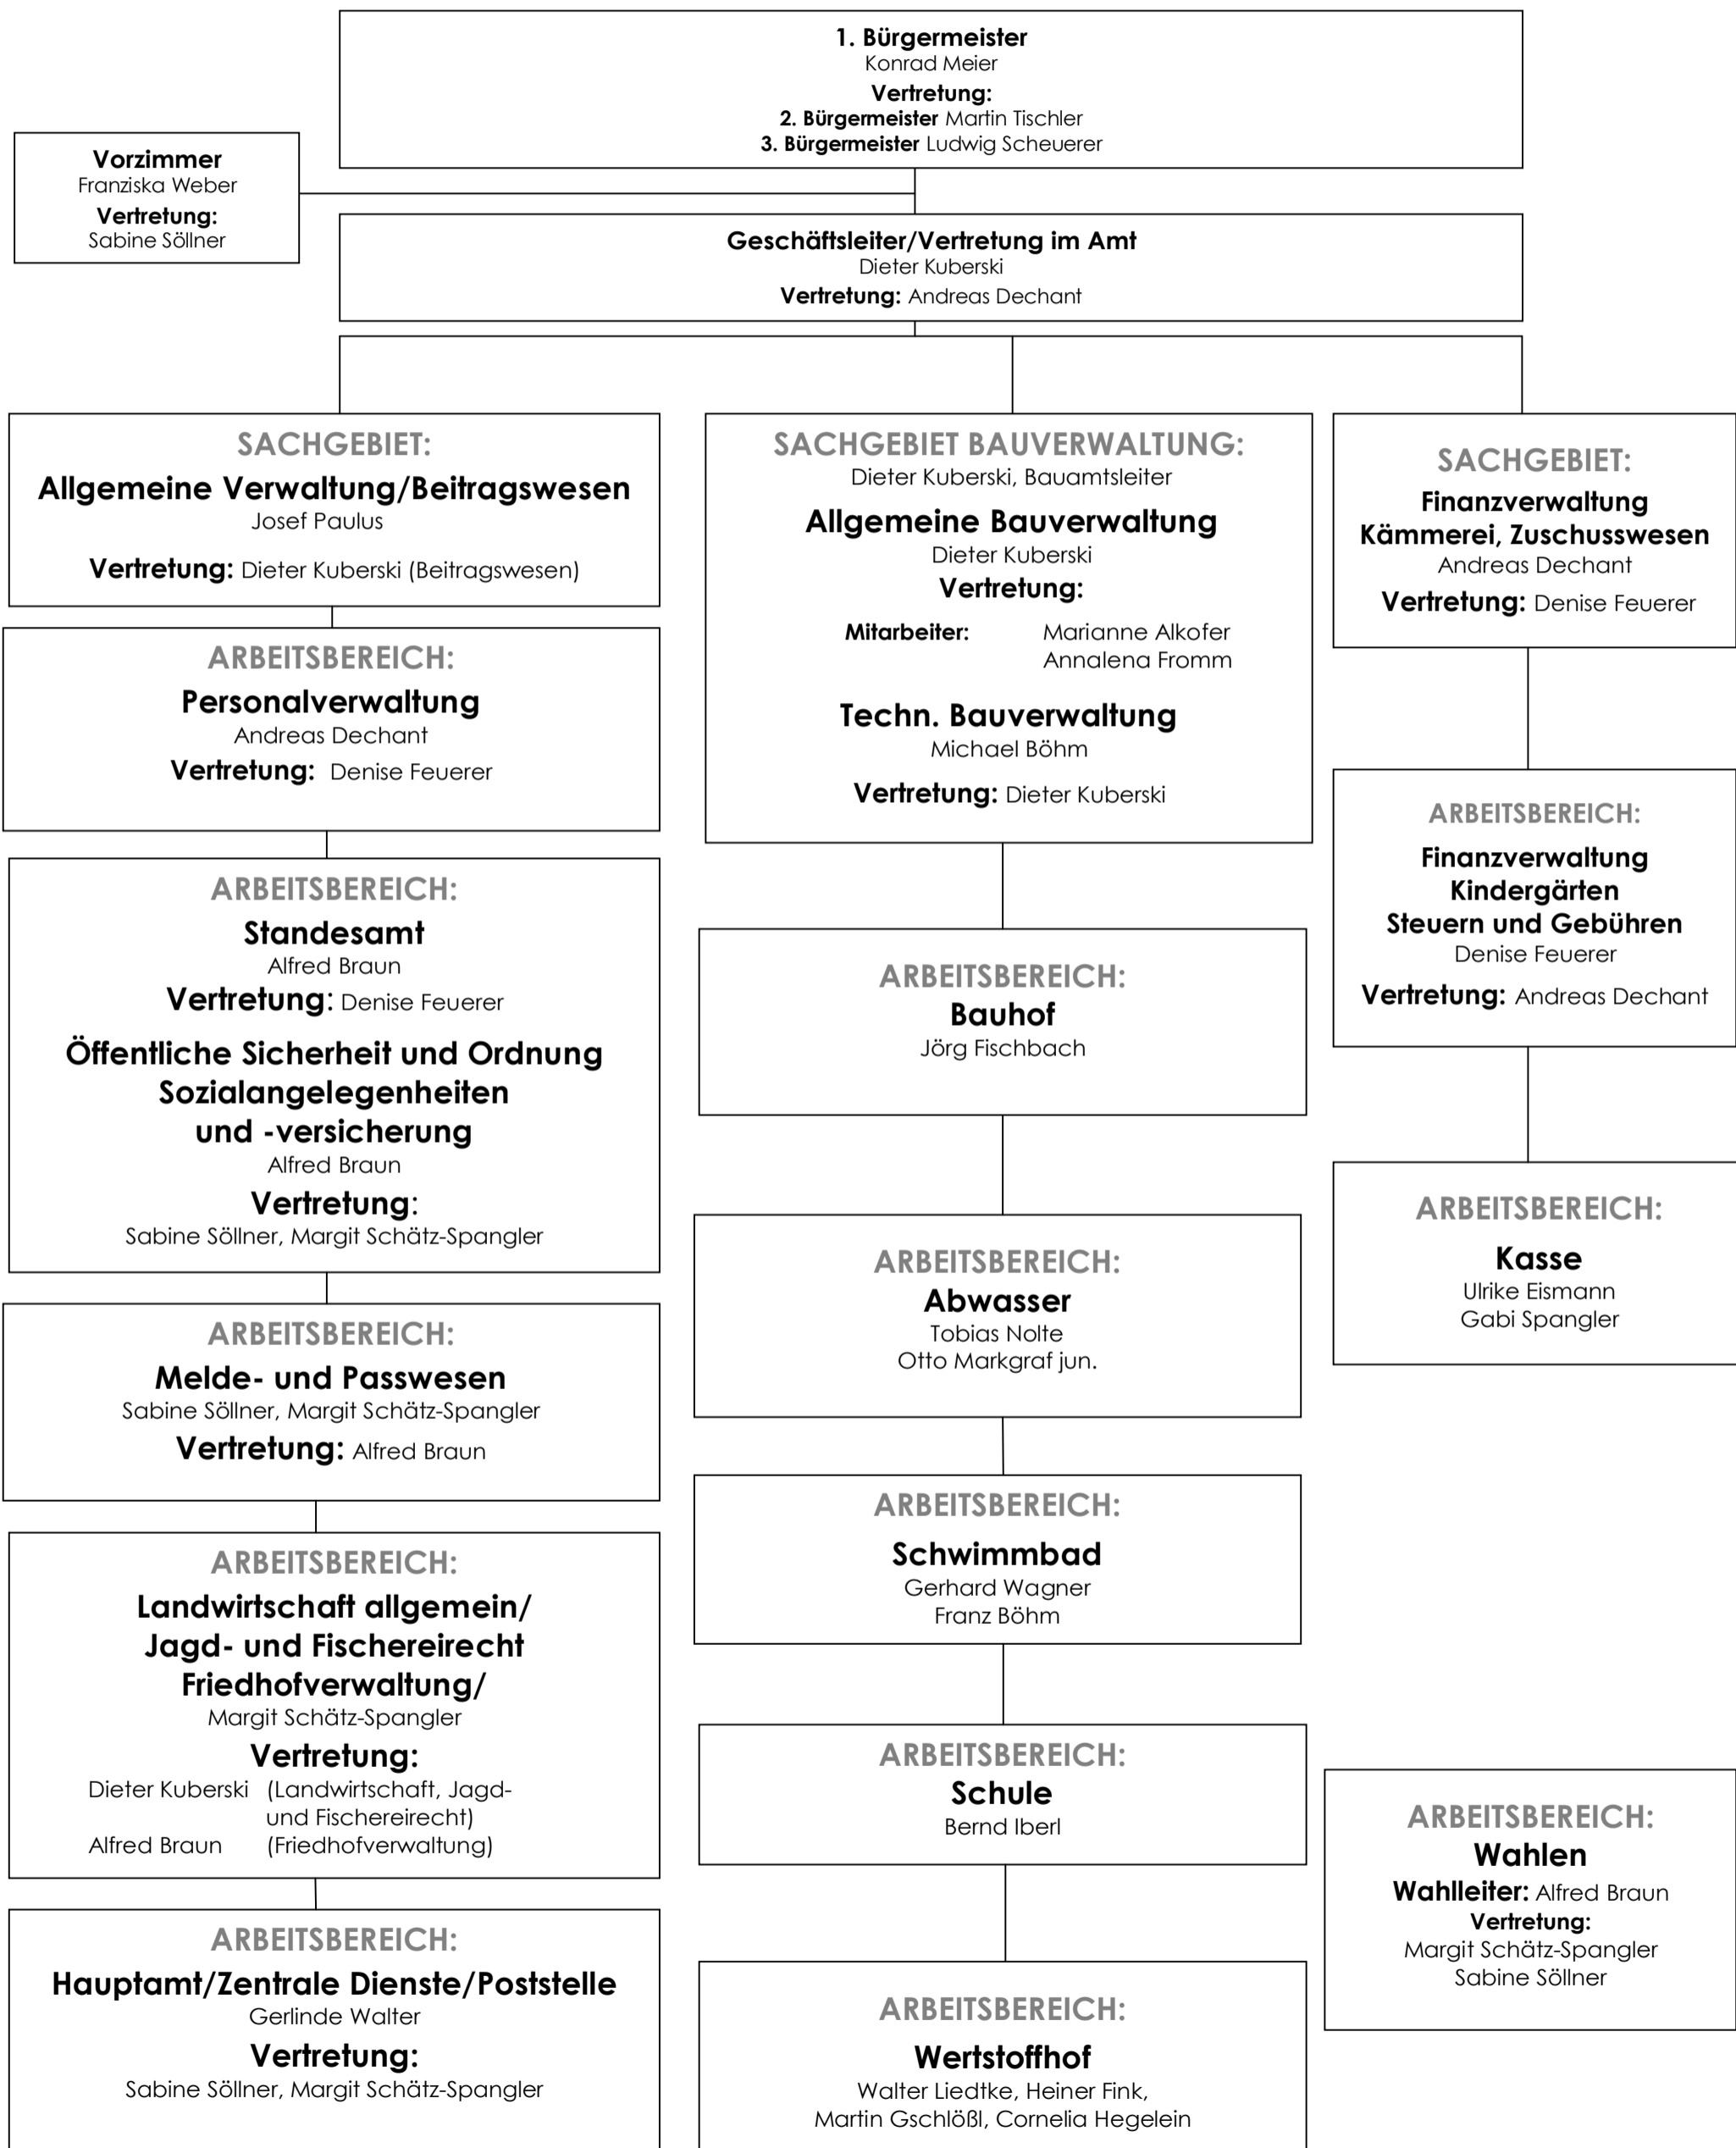 1. Bürgermeister
Konrad Meier
Vertretung:
2. Bürgermeister Martin Tischler
3. Bürgermeister Ludwig Scheuerer
Vorzimmer
Franziska Weber
Vertretung:
Sabine Söllner
Geschäftsleiter/Vertretung im Amt
Dieter Kuberski
Vertretung: Andreas Dechant
SACHGEBIET:
Allgemeine Verwaltung/Beitragswesen
Josef Paulus
Vertretung: Dieter Kuberski (Beitragswesen)
ARBEITSBEREICH:
Personalverwaltung
Andreas Dechant
Vertretung: Denise Feuerer
ARBEITSBEREICH:
Standesamt
Alfred Braun
Vertretung: Denise Feuerer
Öffentliche Sicherheit und Ordnung
Sozialangelegenheiten
und -versicherung
Alfred Braun
Vertretung:
Sabine Söllner, Margit Schätz-Spangler
ARBEITSBEREICH:
Melde- und Passwesen
Sabine Söllner, Margit Schätz-Spangler
Vertretung: Alfred Braun
ARBEITSBEREICH:
Landwirtschaft allgemein/
Jagd- und Fischereirecht
Friedhofverwaltung/
Margit Schätz-Spangler
Vertretung:
Dieter Kuberski (Landwirtschaft, Jagd-
und Fischereirecht)
Alfred Braun (Friedhofverwaltung)
ARBEITSBEREICH:
Hauptamt/Zentrale Dienste/Poststelle
Gerlinde Walter
Vertretung:
Sabine Söllner, Margit Schätz-Spangler
SACHGEBIET BAUVERWALTUNG:
Dieter Kuberski, Bauamtsleiter
Allgemeine Bauverwaltung
Dieter Kuberski
Vertretung:
Mitarbeiter: Marianne Alkofer
Annalena Fromm
Techn. Bauverwaltung
Michael Böhm
Vertretung: Dieter Kuberski
ARBEITSBEREICH:
Bauhof
Jörg Fischbach
ARBEITSBEREICH:
Abwasser
Tobias Nolte
Otto Markgraf jun.
ARBEITSBEREICH:
Schwimmbad
Gerhard Wagner
Franz Böhm
ARBEITSBEREICH:
Schule
Bernd Iberl
ARBEITSBEREICH:
Wertstoffhof
Walter Liedtke, Heiner Fink,
Martin Gschlößl, Cornelia Hegelein
SACHGEBIET:
Finanzverwaltung
Kämmerei, Zuschusswesen
Andreas Dechant
Vertretung: Denise Feuerer
ARBEITSBEREICH:
Finanzverwaltung
Kindergärten
Steuern und Gebühren
Denise Feuerer
Vertretung: Andreas Dechant
ARBEITSBEREICH:
Kasse
Ulrike Eismann
Gabi Spangler
ARBEITSBEREICH:
Wahlen
Wahlleiter: Alfred Braun
Vertretung:
Margit Schätz-Spangler
Sabine Söllner